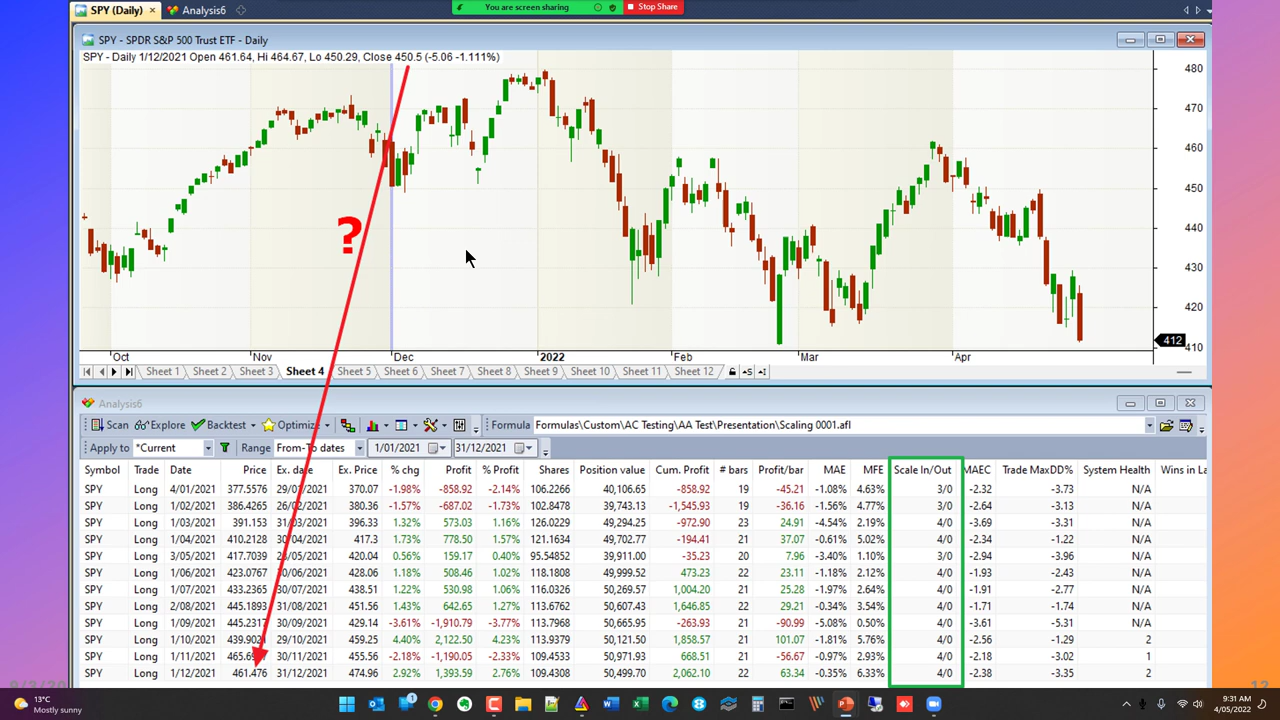 SPY (Daily) Analysis6 You are screen sharing Stop Share
SPY - SPDR S&P 500 Trust ETF - Daily
SPY - Daily 1/12/2021 Open 461.64, Hi 464.67, Lo 450.29, Close 450.5 (-5.06 -1.111%)
480
470
460
450
440
?
430
420
412
410
Oct Nov Dec 2022 Feb Mar Apr
Sheet 1 Sheet 2 Sheet 3 Sheet 4 Sheet 5 Sheet 6 Sheet 7 Sheet 8 Sheet 9 Sheet 10 Sheet 11 Sheet 12
Analysis6
Scan Explore Backtest Optimize Formula Formulas\Custom\AC Testing\AA Test\Presentation\Scaling 0001.afl
Apply to *Current Range From-To dates 1/01/2021 31/12/2021
Symbol Trade Date Price Ex. date Ex. Price % chg Profit % Profit Shares Position value Cum. Profit # bars Profit/bar MAE MFE Scale In/Out MAEC Trade MaxDD% System Health Wins in La
SPY Long 4/01/2021 377.5576 29/01/2021 370.07 -1.98% -858.92 -2.14% 106.2266 40,106.65 -858.92 19 -45.21 -1.08% 4.63% 3/0 -2.32 -3.73 N/A
SPY Long 1/02/2021 386.4265 26/02/2021 380.36 -1.57% -687.02 -1.73% 102.8478 39,743.13 -1,545.93 19 -36.16 -1.56% 4.77% 3/0 -2.64 -3.13 N/A
SPY Long 1/03/2021 391.153 31/03/2021 396.33 1.32% 573.03 1.16% 126.0229 49,294.25 -972.90 23 24.91 -4.54% 2.19% 4/0 -3.69 -3.31 N/A
SPY Long 1/04/2021 410.2128 30/04/2021 417.3 1.73% 778.50 1.57% 121.1634 49,702.77 -194.41 21 37.07 -0.61% 5.02% 4/0 -2.34 -1.22 N/A
SPY Long 3/05/2021 417.7039 28/05/2021 420.04 0.56% 159.17 0.40% 95.54852 39,911.00 -35.23 20 7.96 -3.40% 1.10% 3/0 -2.94 -3.96 N/A
SPY Long 1/06/2021 423.0767 30/06/2021 428.06 1.18% 508.46 1.02% 118.1808 49,999.52 473.23 22 23.11 -1.18% 2.12% 4/0 -1.93 -2.43 N/A
SPY Long 1/07/2021 433.2365 30/07/2021 438.51 1.22% 530.98 1.06% 116.0326 50,269.57 1,004.20 21 25.28 -1.97% 2.64% 4/0 -1.91 -2.77 N/A
SPY Long 2/08/2021 445.1893 31/08/2021 451.56 1.43% 642.65 1.27% 113.6762 50,607.43 1,646.85 22 29.21 -0.34% 3.54% 4/0 -1.71 -1.74 N/A
SPY Long 1/09/2021 445.2317 30/09/2021 429.14 -3.61% -1,910.79 -3.77% 113.7968 50,665.95 -263.93 21 -90.99 -5.08% 0.50% 4/0 -2.38 -5.31 N/A
SPY Long 1/10/2021 439.902 29/10/2021 459.25 4.40% 2,122.50 4.23% 113.9379 50,121.50 1,858.57 21 101.07 -1.81% 5.76% 4/0 -2.56 -1.29 2
SPY Long 1/11/2021 30/11/2021 455.56 -2.18% -1,190.05 -2.33% 109.4533 50,971.93 668.51 21 -56.67 -0.97% 2.93% 4/0 -2.18 -3.02 1
SPY Long 1/12/2021 461.476 31/12/2021 474.96 2.92% 1,393.59 2.76% 109.4308 50,499.70 2,062.10 22 63.34 -0.35% 6.33% 4/0 -2.38 -3.35 2
13°C
Mostly sunny
9:31 AM
4/05/2022